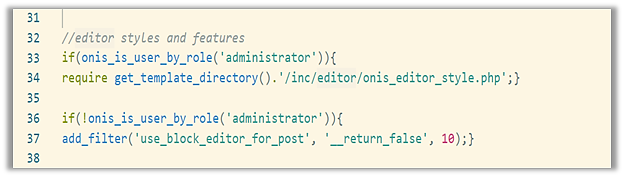 31
32 //editor styles and features
33 if(onis_is_user_by_role('administrator')){
34 require get_template_directory().'/inc/editor/onis_editor_style.php';}
35
36 if(!onis_is_user_by_role('administrator')){
37 add_filter('use_block_editor_for_post', '__return_false', 10);}
38